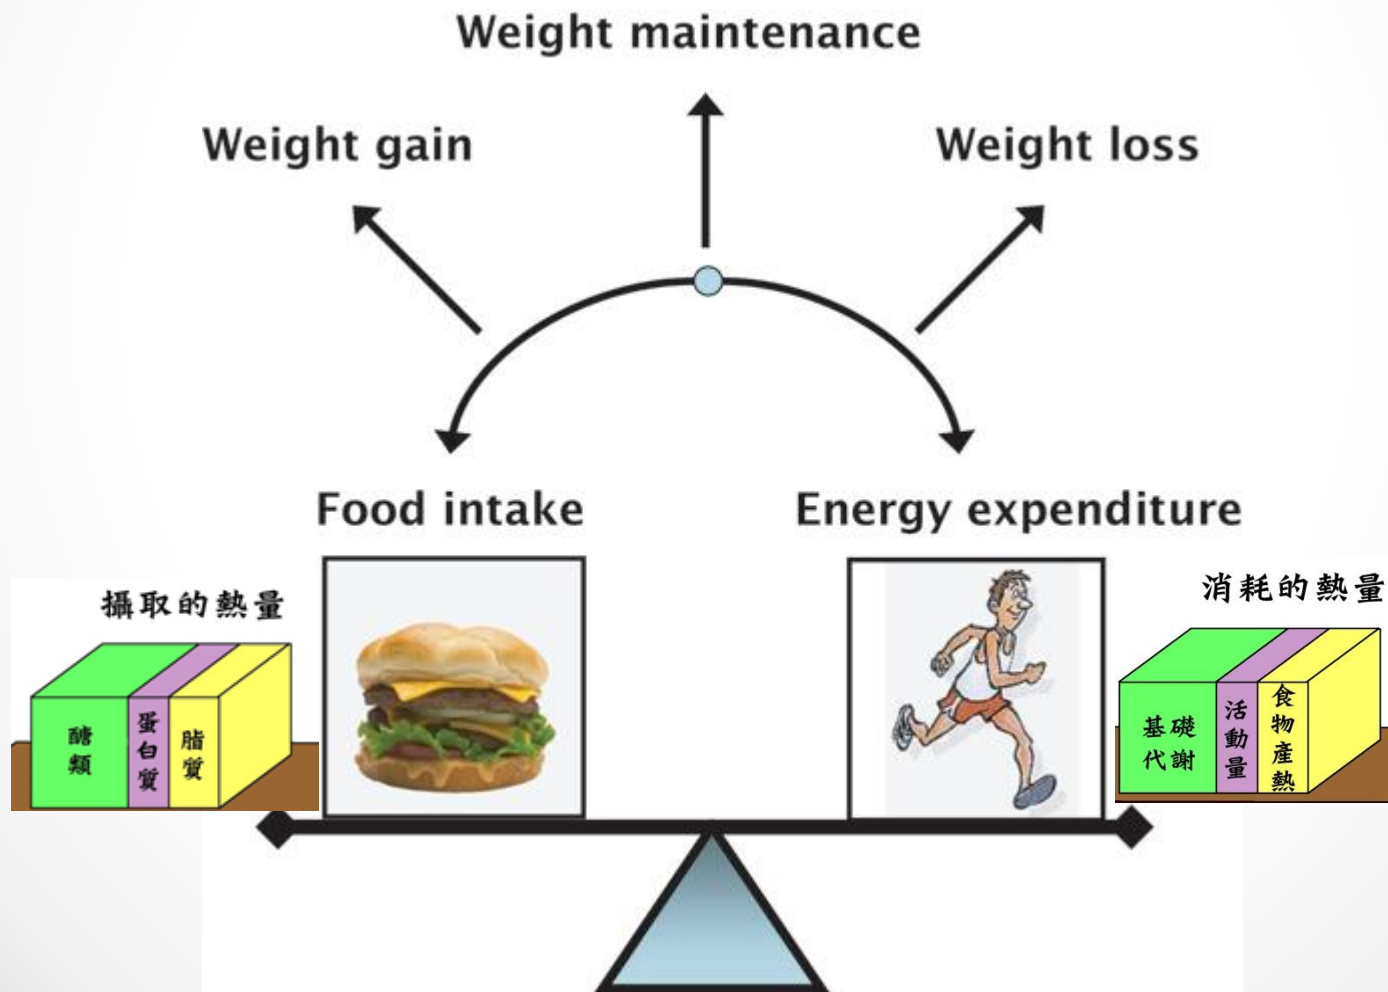 Weight maintenance
Weight gain
Weight loss
Food intake
Energy expenditure
攝取的熱量
醣
類
蛋
白
質
脂
質
消耗的熱量
基礎
代謝
活
動
量
食
物
產
熱